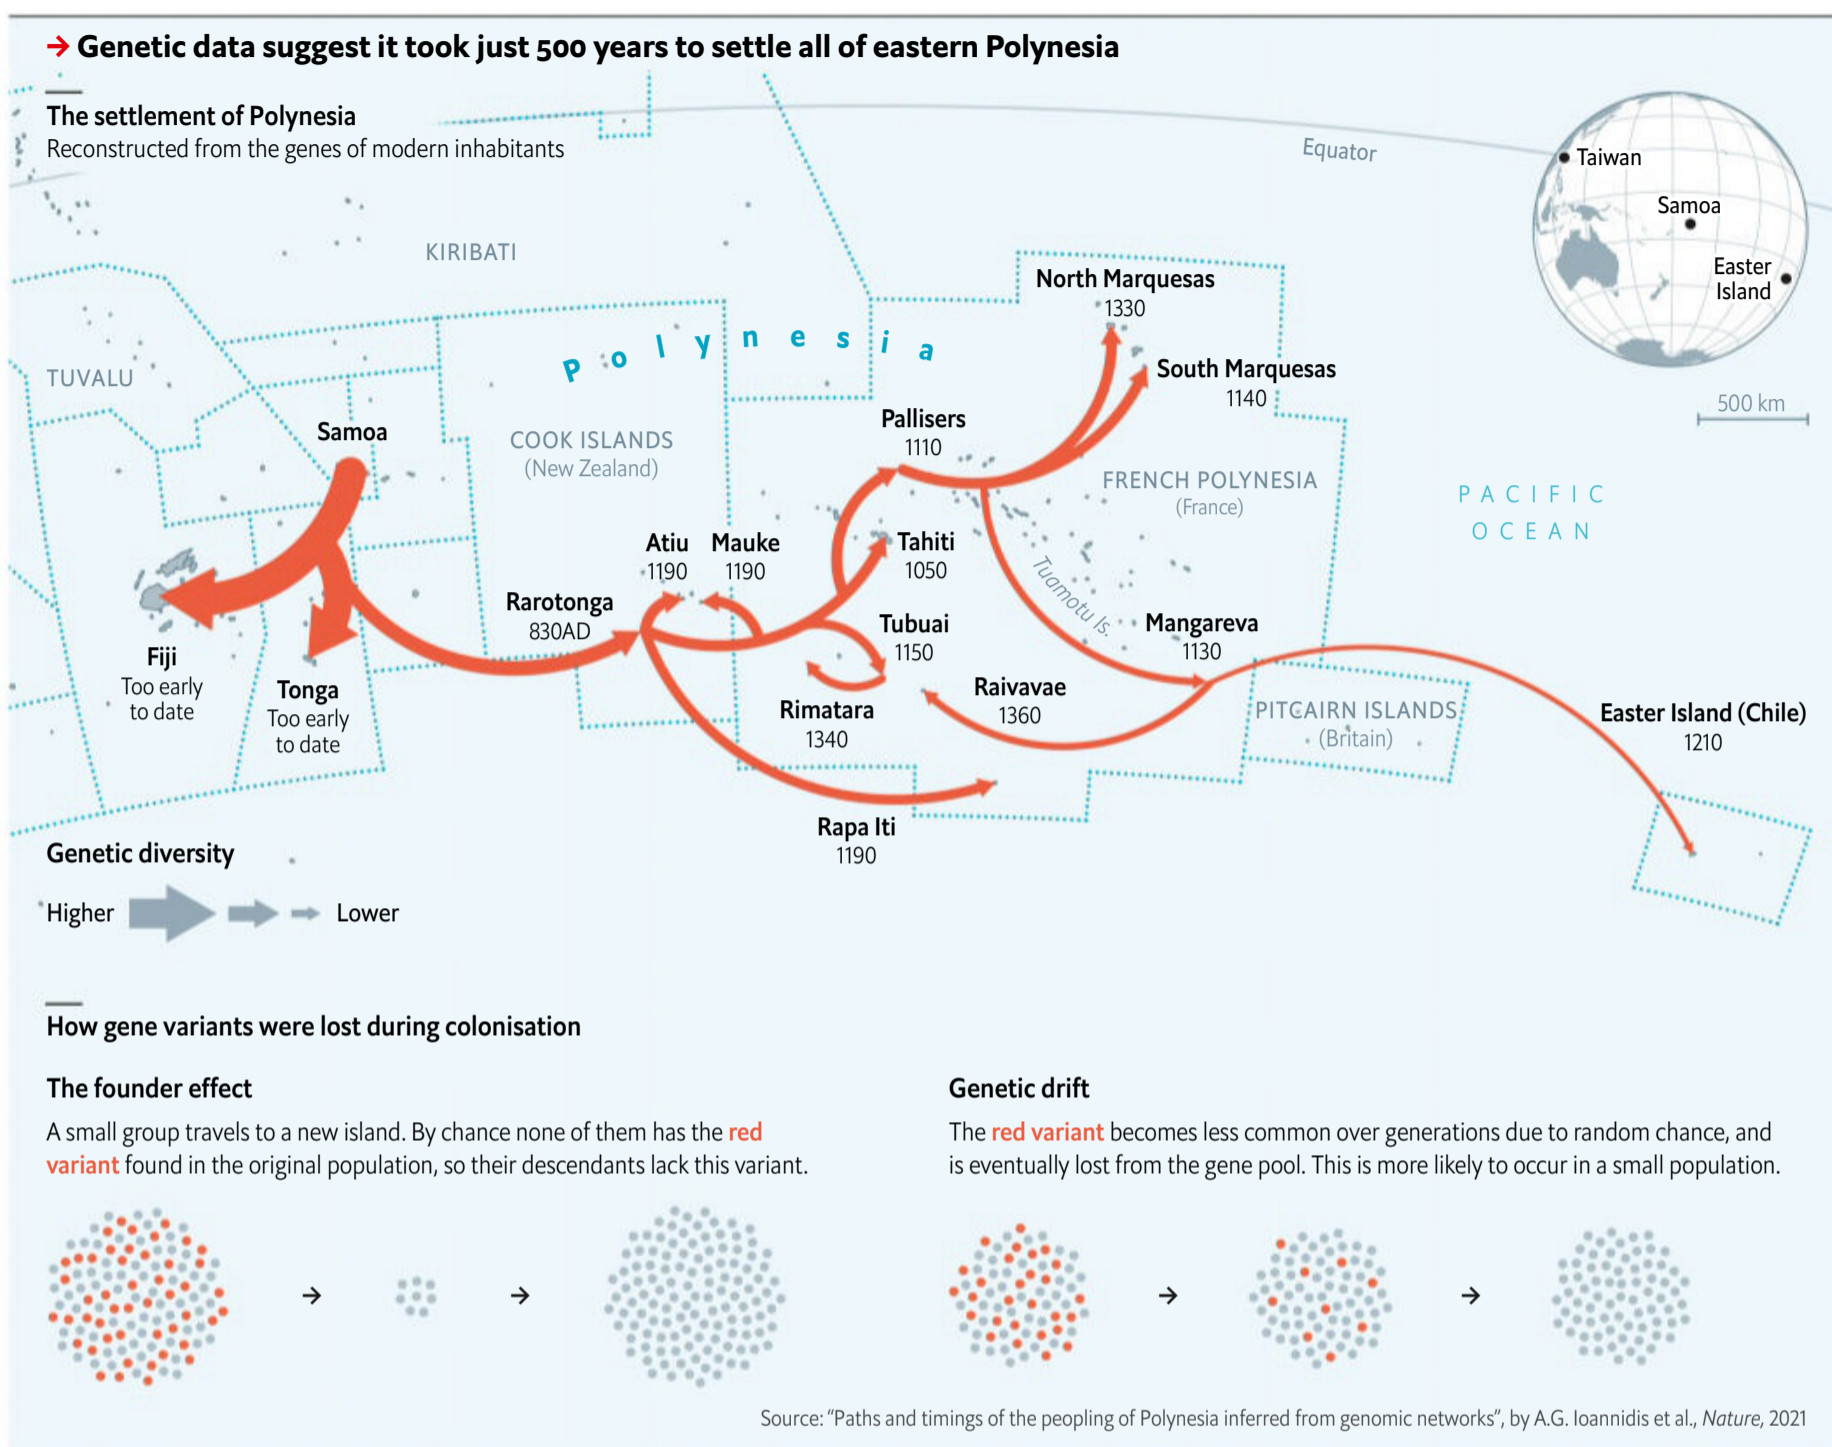 → Genetic data suggest it took just 500 years to settle all of eastern Polynesia
The settlement of Polynesia
Reconstructed from the genes of modern inhabitants
Equator
Taiwan
Samoa
Easter
Island
500 km
KIRIBATI
TUVALU
Polynesia
COOK ISLANDS
(New Zealand)
FRENCH POLYNESIA
(France)
PACIFIC
OCEAN
PITCAIRN ISLANDS
(Britain)
Tuamotu Is.
North Marquesas
1330
South Marquesas
1140
Pallisers
1110
Samoa
Atiu
1190
Mauke
1190
Tahiti
1050
Rarotonga
830AD
Tubuai
1150
Mangareva
1130
Fiji
Too early
to date
Tonga
Too early
to date
Rimatara
1340
Raivavae
1360
Easter Island (Chile)
1210
Rapa Iti
1190
Genetic diversity
Higher
Lower
How gene variants were lost during colonisation
The founder effect
A small group travels to a new island. By chance none of them has the red
variant found in the original population, so their descendants lack this variant.
Genetic drift
The red variant becomes less common over generations due to random chance, and
is eventually lost from the gene pool. This is more likely to occur in a small population.
Source: “Paths and timings of the peopling of Polynesia inferred from genomic networks”, by A.G. Ioannidis et al., Nature, 2021